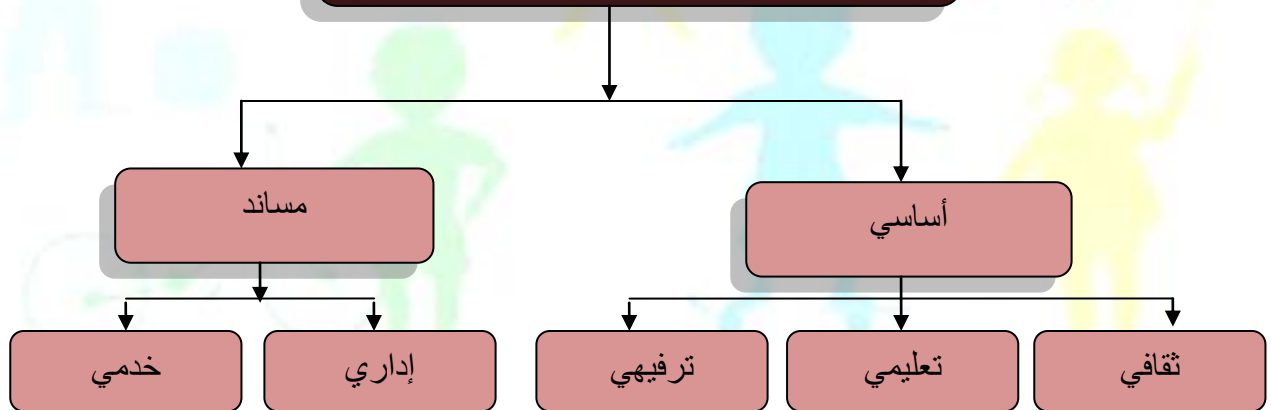 أساسي
مساند
ثقافي
تعليمي
ترفيهي
إداري
خدمي